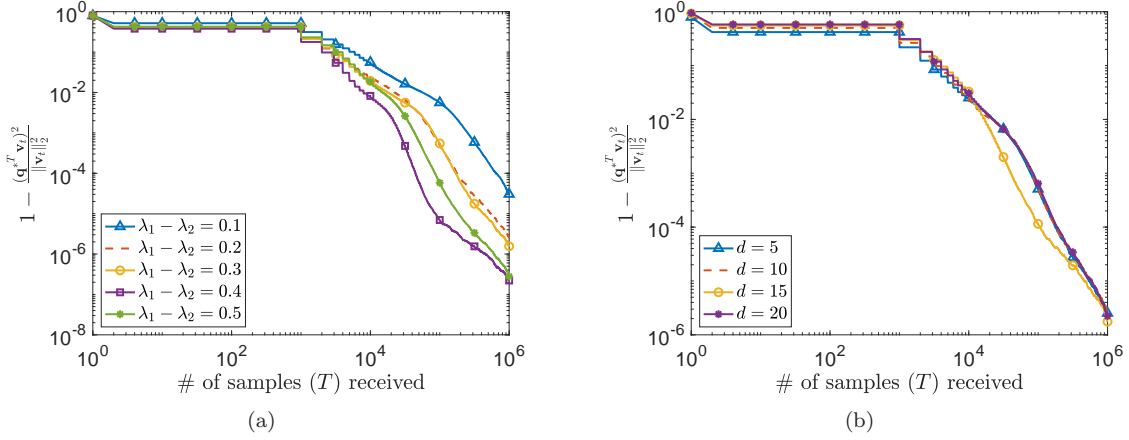 10^0
10^-2
10^-4
10^-6
10^-8
1 − (q*^T v_t)^2 / ‖v_t‖_2^2
λ1 − λ2 = 0.1
λ1 − λ2 = 0.2
λ1 − λ2 = 0.3
λ1 − λ2 = 0.4
λ1 − λ2 = 0.5
10^0 10^2 10^4 10^6
# of samples (T) received
(a)
10^0
10^-2
10^-4
10^-6
1 − (q*^T v_t)^2 / ‖v_t‖_2^2
d = 5
d = 10
d = 15
d = 20
10^0 10^2 10^4 10^6
# of samples (T) received
(b)